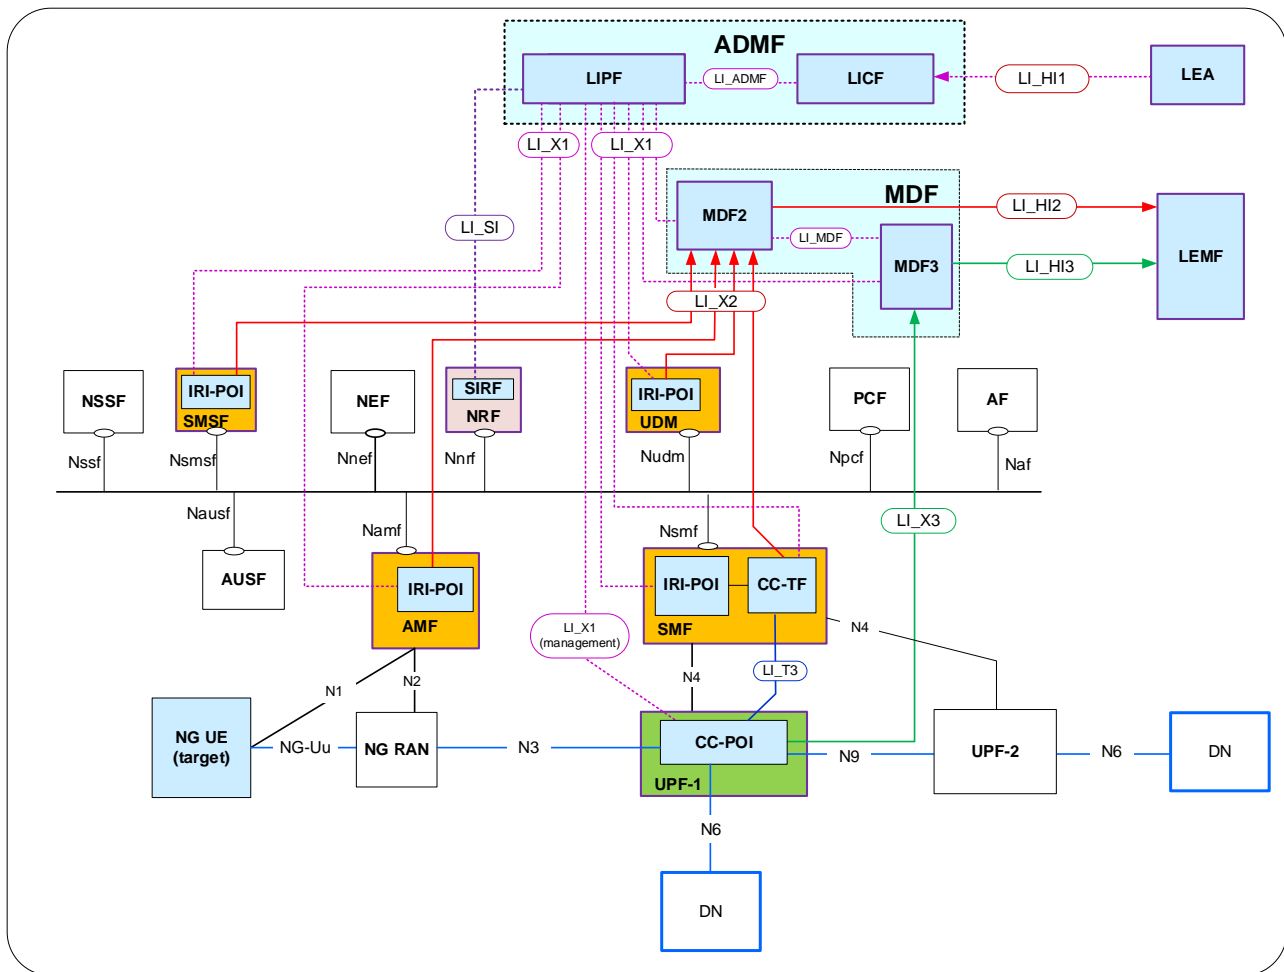 ADMF
LIPF
LI_ADMF
LICF
LI_HI1
LEA
LI_X1
LI_X1
MDF
MDF2
LI_HI2
LI_SI
LI_MDF
MDF3
LI_HI3
LEMF
LI_X2
NSSF
IRI-POI
SMSF
NEF
SIRF
NRF
IRI-POI
UDM
PCF
AF
Nssf
Nsmsf
Nnef
Nnrf
Nudm
Npcf
Naf
Nausf
Namf
Nsmf
LI_X3
AUSF
IRI-POI
AMF
IRI-POI
CC-TF
SMF
LI_X1
(management)
N4
LI_T3
N4
N1
N2
NG UE
(target)
NG-Uu
NG RAN
N3
CC-POI
UPF-1
N9
UPF-2
N6
DN
N6
DN